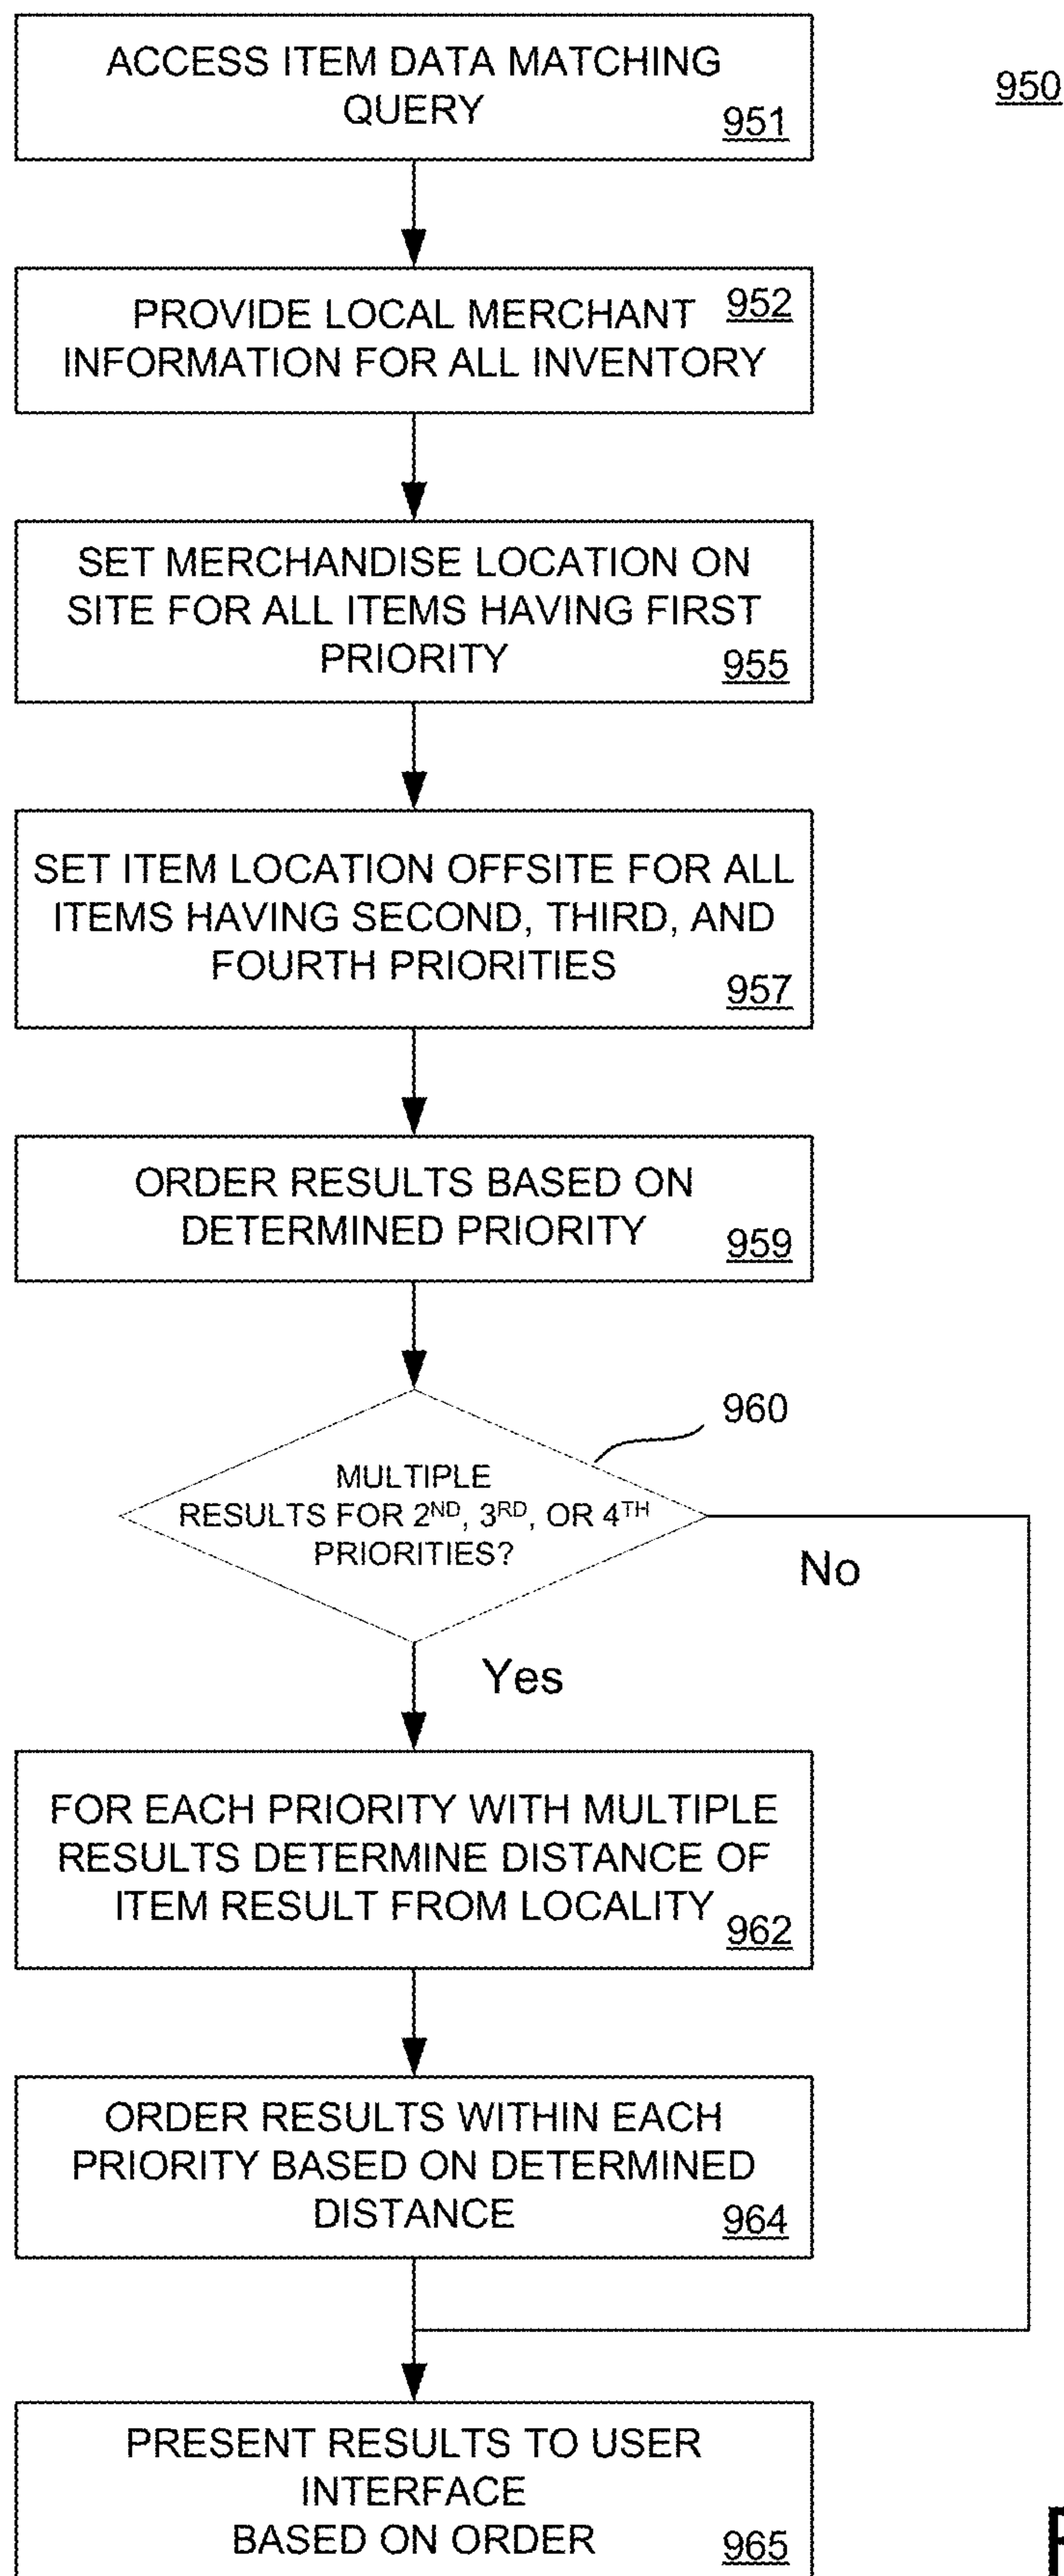 ACCESS ITEM DATA MATCHING
QUERY
951
950
PROVIDE LOCAL MERCHANT 952
INFORMATION FOR ALL INVENTORY
SET MERCHANDISE LOCATION ON
SITE FOR ALL ITEMS HAVING FIRST
PRIORITY
955
SET ITEM LOCATION OFFSITE FOR ALL
ITEMS HAVING SECOND, THIRD, AND
FOURTH PRIORITIES
957
ORDER RESULTS BASED ON
DETERMINED PRIORITY
959
960
MULTIPLE
RESULTS FOR 2ND, 3RD, OR 4TH
PRIORITIES?
No
Yes
FOR EACH PRIORITY WITH MULTIPLE
RESULTS DETERMINE DISTANCE OF
ITEM RESULT FROM LOCALITY
962
ORDER RESULTS WITHIN EACH
PRIORITY BASED ON DETERMINED
DISTANCE
964
PRESENT RESULTS TO USER
INTERFACE
BASED ON ORDER
965